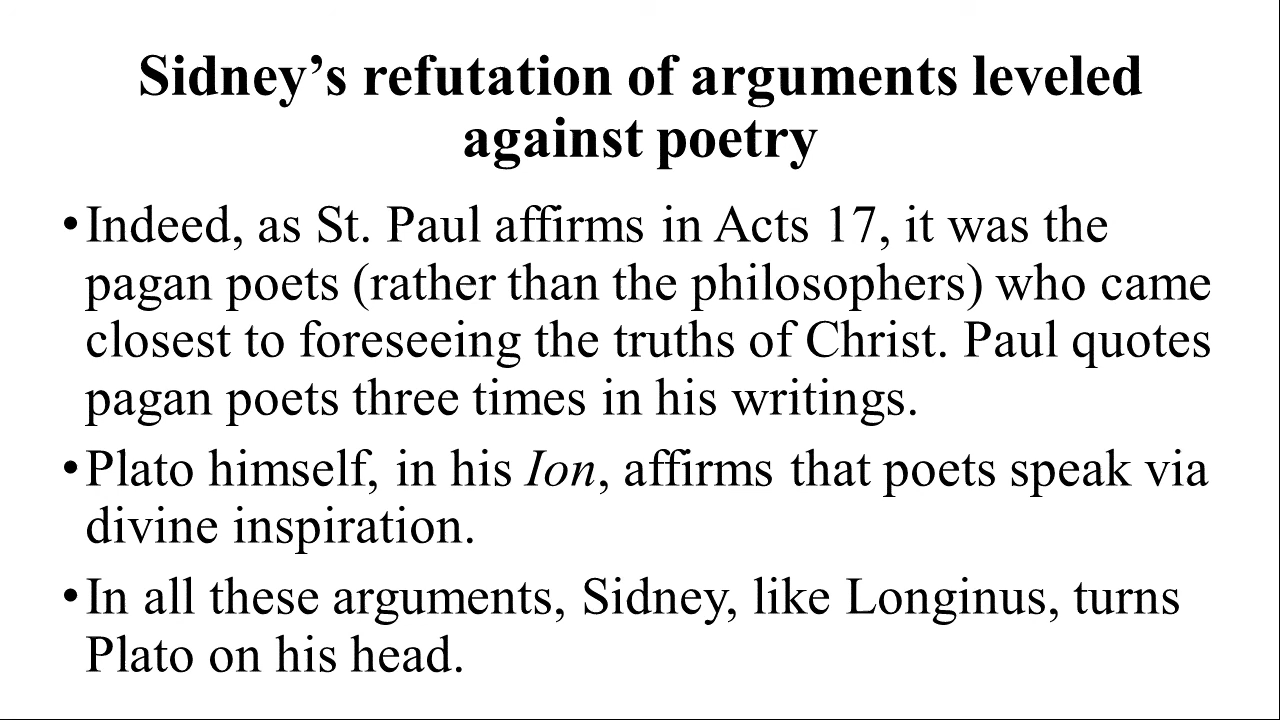 Sidney’s refutation of arguments leveled
against poetry
•Indeed, as St. Paul affirms in Acts 17, it was the
pagan poets (rather than the philosophers) who came
closest to foreseeing the truths of Christ. Paul quotes
pagan poets three times in his writings.
•Plato himself, in his Ion, affirms that poets speak via
divine inspiration.
•In all these arguments, Sidney, like Longinus, turns
Plato on his head.